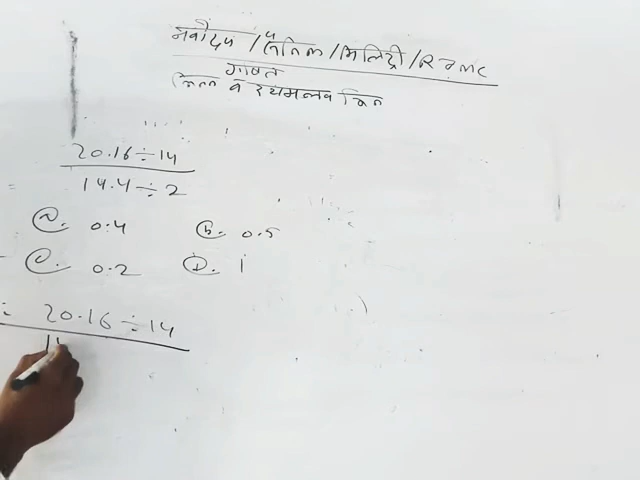 नवोदय / सैनिक / मिलिट्री / RIMC
गणित
भिन्न व दशमलव भिन्न
20.16 ÷ 14
14.4 ÷ 2
a. 0.4 b. 0.5
c. 0.2 D. 1
20.16 ÷ 14